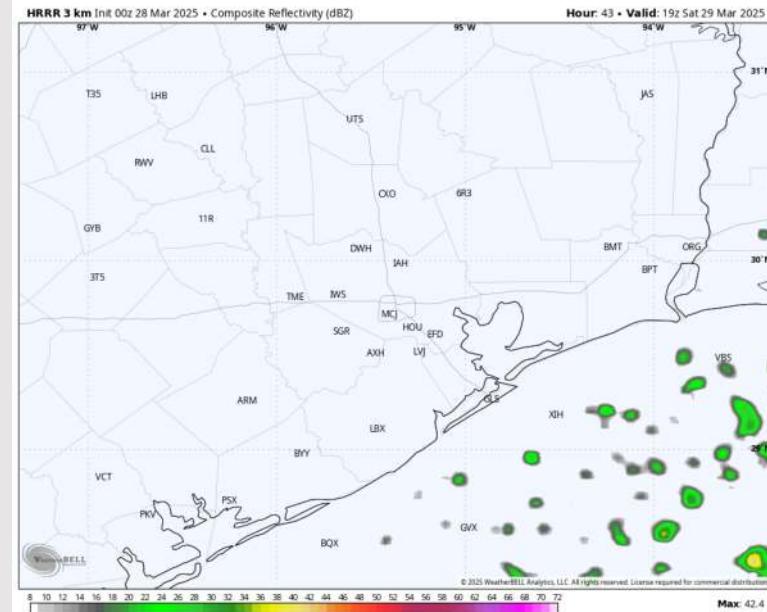 HRRR 3 km Init 00z 28 Mar 2025 • Composite Reflectivity (dBZ)
Hour: 43 • Valid: 19z Sat 29 Mar 2025
97°W 96°W 95°W 94°W
31°N
T35 LHB JAS
UTS
CLL
RWV
CXO 6R3
11R
GYB
DWH BMT ORG
IAH 30°N
3T5 BPT
TME IWS
MCJ
SGR HOU EFD
AXH LVJ VBS
ARM GLS
XIH
LBX
29°N
BYY
VCT
PSX
PKV
GVX
BQX
WeatherBELL
© 2025 WeatherBELL Analytics, LLC. All rights reserved. License required for commercial distribution.
8 10 12 14 16 18 20 22 24 26 28 30 32 34 36 38 40 42 44 46 48 50 52 54 56 58 60 62 64 66 68 70 72
Max: 42.4